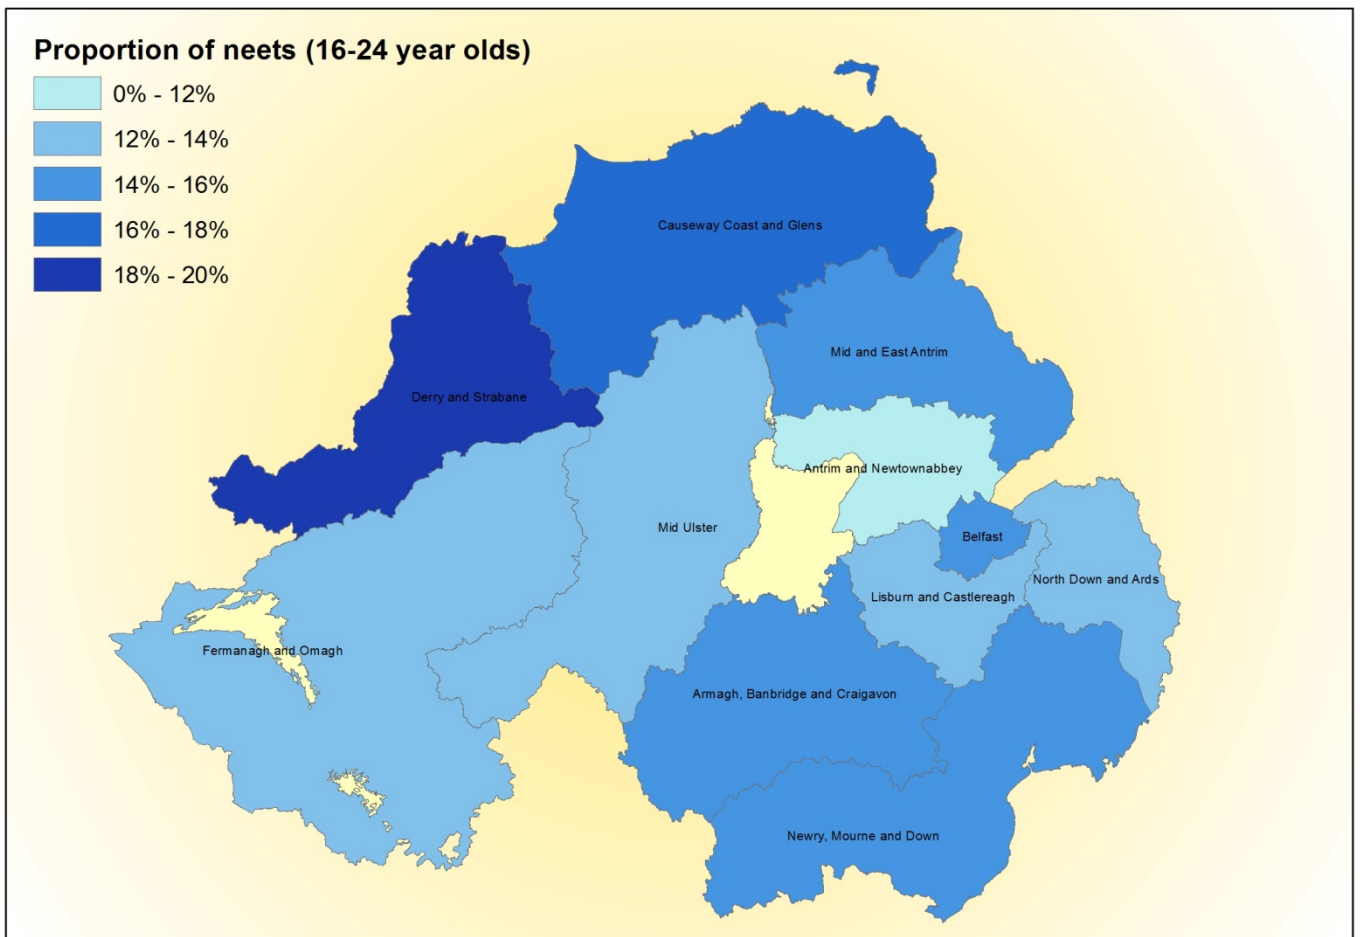 Proportion of neets (16-24 year olds)
0% - 12%
12% - 14%
14% - 16%
16% - 18%
18% - 20%
Causeway Coast and Glens
Mid and East Antrim
Derry and Strabane
Antrim and Newtownabbey
Mid Ulster
Belfast
North Down and Ards
Lisburn and Castlereagh
Fermanagh and Omagh
Armagh, Banbridge and Craigavon
Newry, Mourne and Down